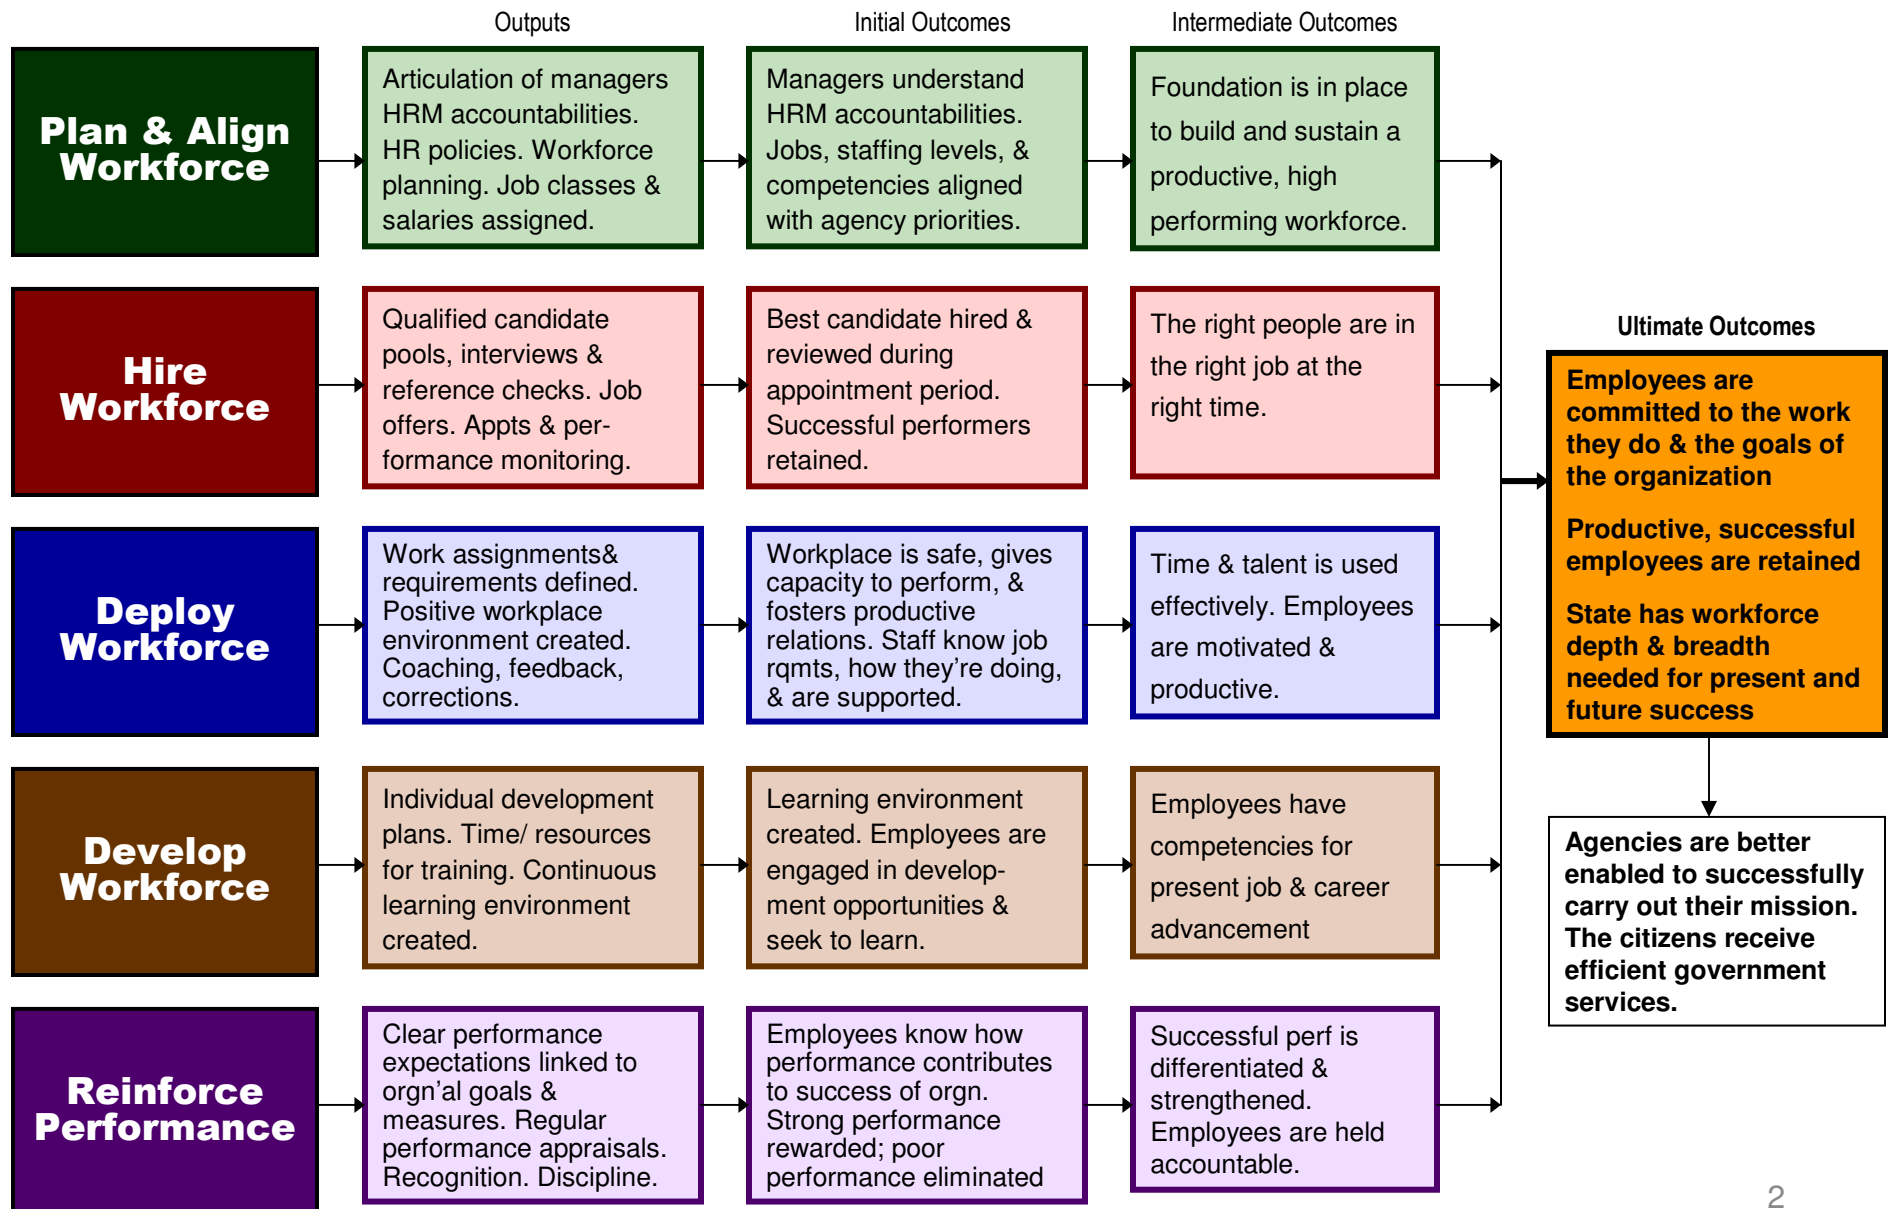 Outputs
Initial Outcomes
Intermediate Outcomes
Plan & Align
Workforce
Articulation of managers
HRM accountabilities.
HR policies. Workforce
planning. Job classes &
salaries assigned.
Managers understand
HRM accountabilities.
Jobs, staffing levels, &
competencies aligned
with agency priorities.
Foundation is in place
to build and sustain a
productive, high
performing workforce.
Hire
Workforce
Qualified candidate
pools, interviews &
reference checks. Job
offers. Appts & per-
formance monitoring.
Best candidate hired &
reviewed during
appointment period.
Successful performers
retained.
The right people are in
the right job at the
right time.
Deploy
Workforce
Work assignments&
requirements defined.
Positive workplace
environment created.
Coaching, feedback,
corrections.
Workplace is safe, gives
capacity to perform, &
fosters productive
relations. Staff know job
rqmts, how they’re doing,
& are supported.
Time & talent is used
effectively. Employees
are motivated &
productive.
Develop
Workforce
Individual development
plans. Time/ resources
for training. Continuous
learning environment
created.
Learning environment
created. Employees are
engaged in develop-
ment opportunities &
seek to learn.
Employees have
competencies for
present job & career
advancement
Reinforce
Performance
Clear performance
expectations linked to
orgn’al goals &
measures. Regular
performance appraisals.
Recognition. Discipline.
Employees know how
performance contributes
to success of orgn.
Strong performance
rewarded; poor
performance eliminated
Successful perf is
differentiated &
strengthened.
Employees are held
accountable.
Ultimate Outcomes
Employees are
committed to the work
they do & the goals of
the organization
Productive, successful
employees are retained
State has workforce
depth & breadth
needed for present and
future success
Agencies are better
enabled to successfully
carry out their mission.
The citizens receive
efficient government
services.
2